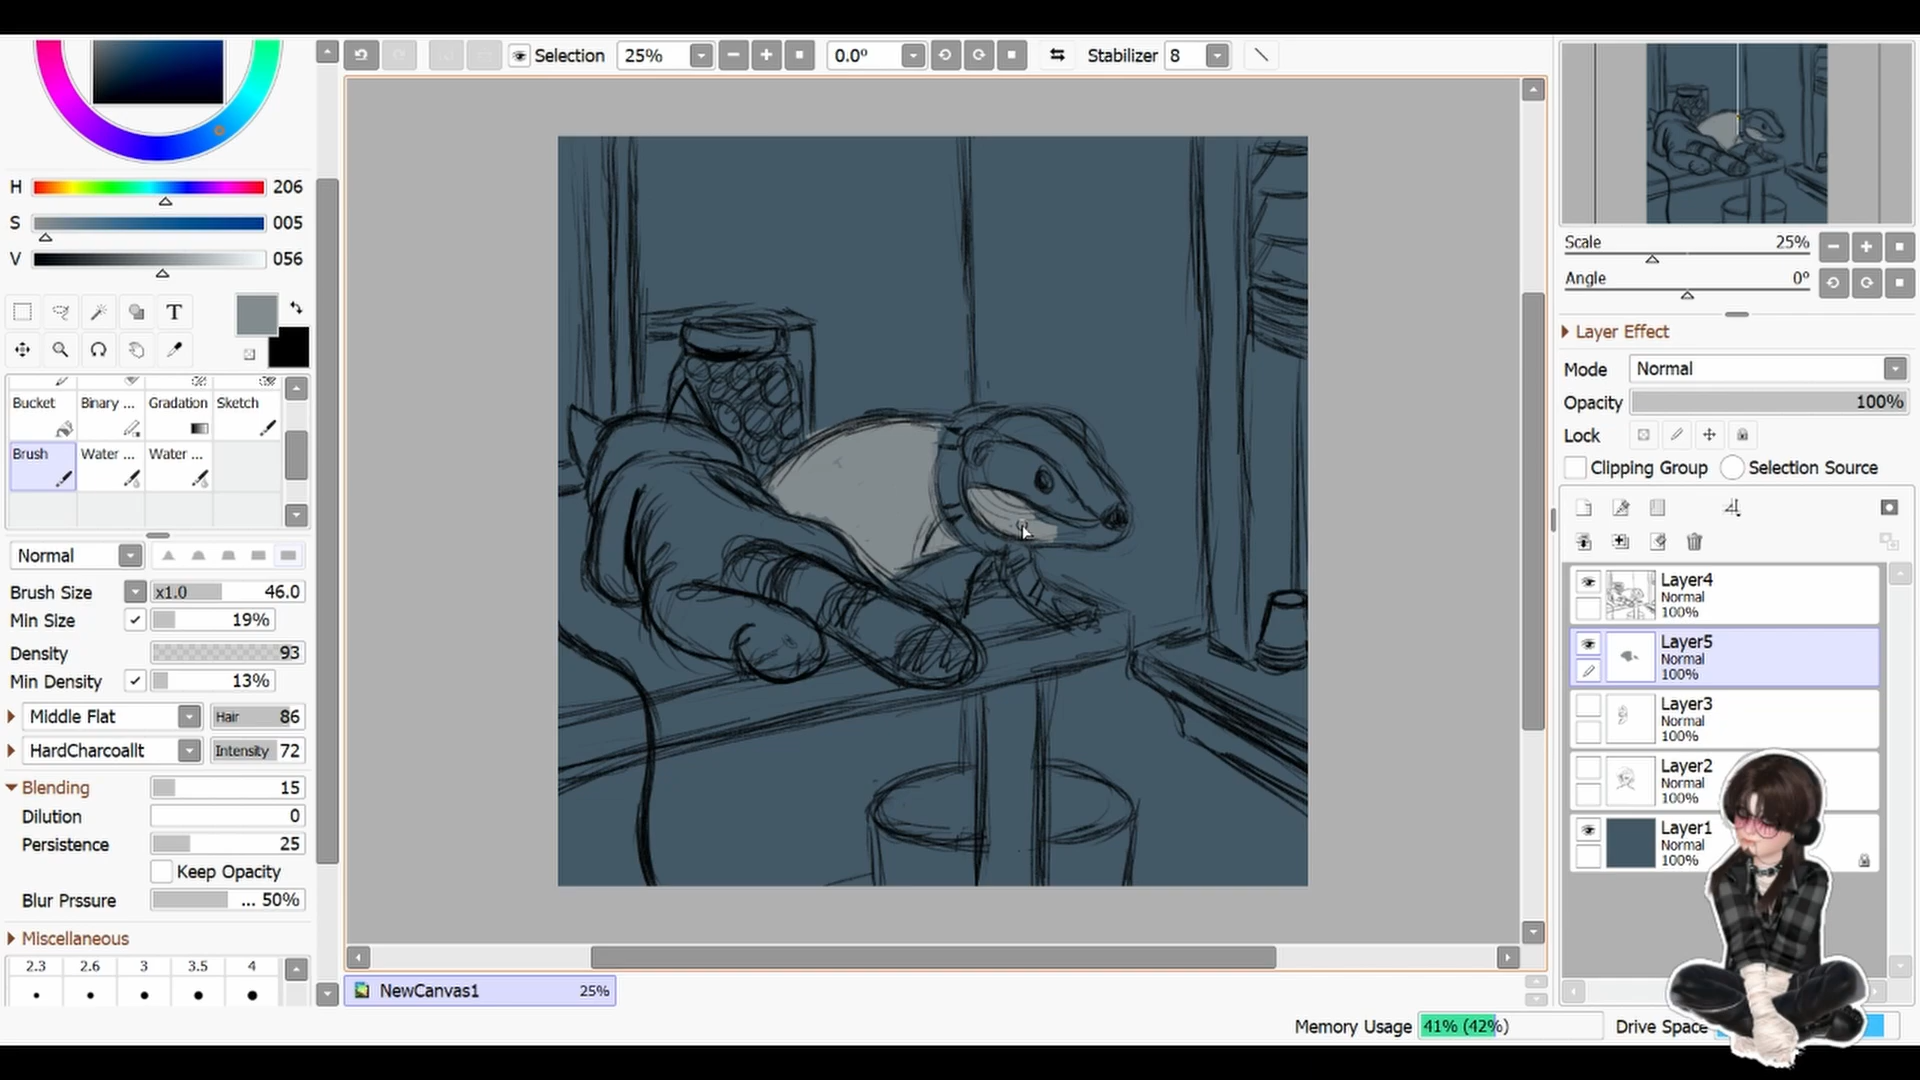 Selection 25% 0.0° Stabilizer 8
H 206
S 005
V 056
T
Bucket Binary ... Gradation Sketch
Brush Water ... Water ...
Normal
Brush Size x1.0 46.0
Min Size 19%
Density 93
Min Density 13%
Middle Flat Hair 86
HardCharcoalIt Intensity 72
Blending 15
Dilution 0
Persistence 25
Keep Opacity
Blur Prssure ... 50%
Miscellaneous
2.3 2.6 3 3.5 4
NewCanvas1 25%
Memory Usage 41% (42%) Drive Space
Scale 25%
Angle 0°
Layer Effect
Mode Normal
Opacity 100%
Lock
Clipping Group Selection Source
Layer4
Normal
100%
Layer5
Normal
100%
Layer3
Normal
100%
Layer2
Normal
100%
Layer1
Normal
100%